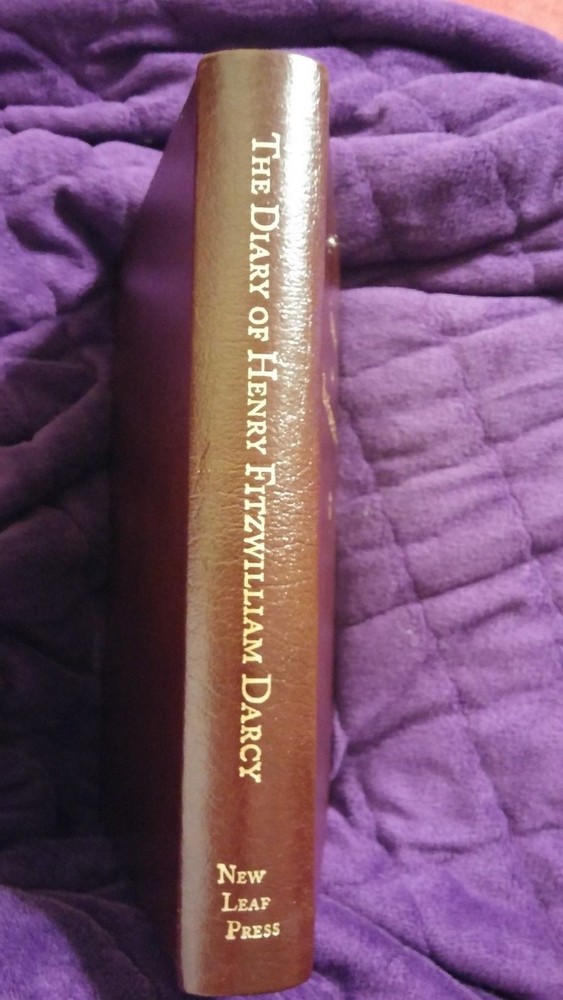 THE DIARY OF HENRY FITZWILLIAM DARCY
NEW
LEAF
PRESS